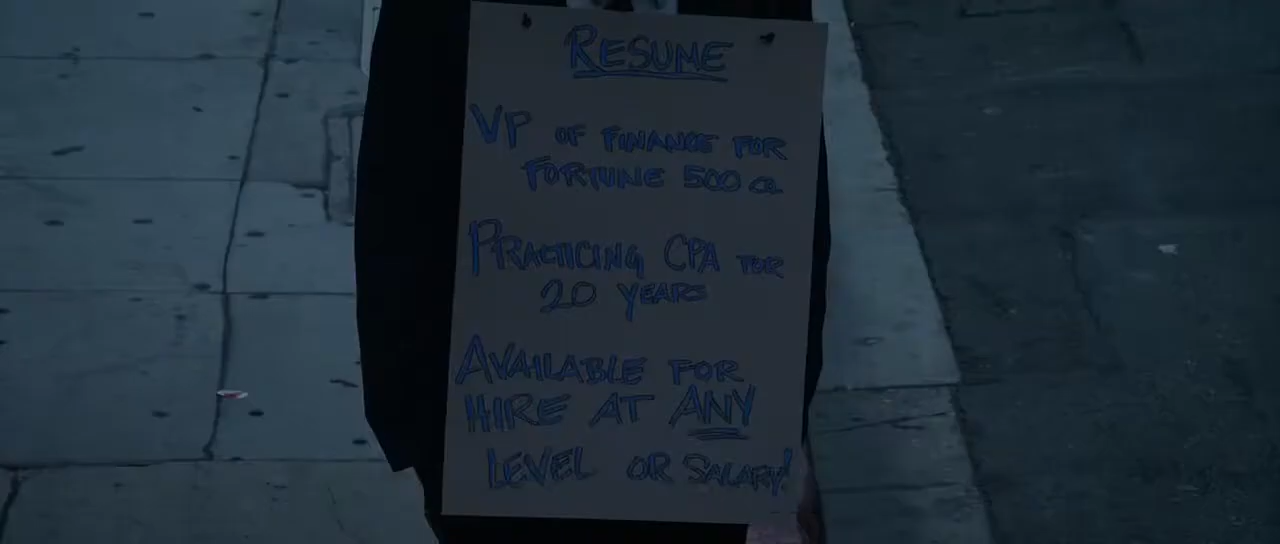 RESUME
VP OF FINANCE FOR
FORTUNE 500 CO.
PRACTICING CPA FOR
20 YEARS
AVAILABLE FOR
HIRE AT ANY
LEVEL OR SALARY!